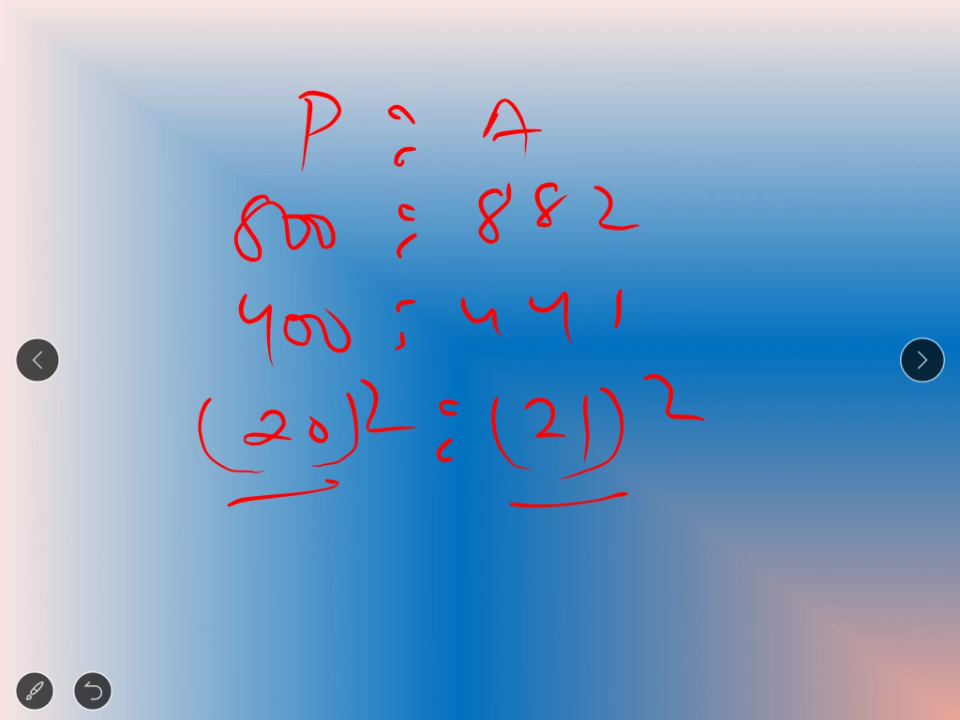 P : A
800 : 882
400 : 441
(20)² : (21)²